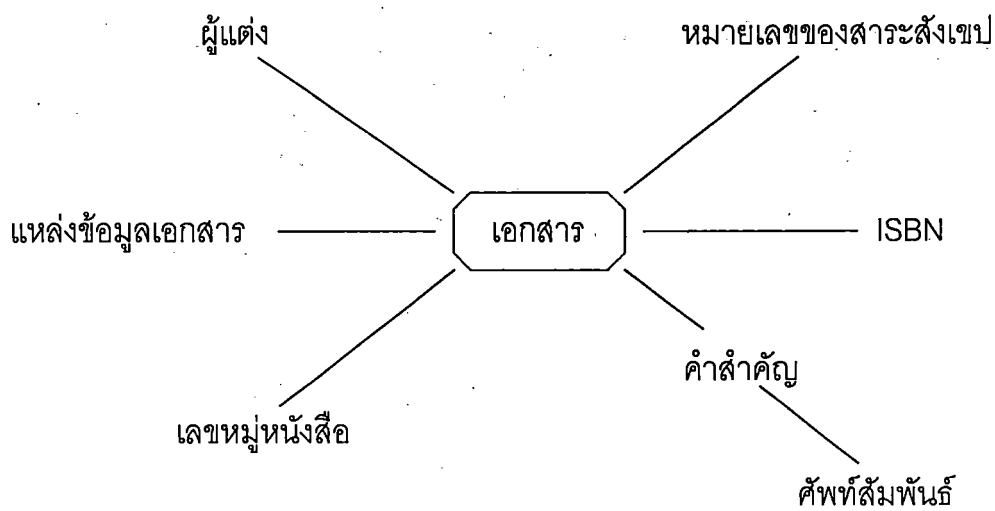 ผู้แต่ง
หมายเลขของสาระสังเขป
แหล่งข้อมูลเอกสาร
เอกสาร
ISBN
คำสำคัญ
เลขหมู่หนังสือ
ศัพท์สัมพันธ์